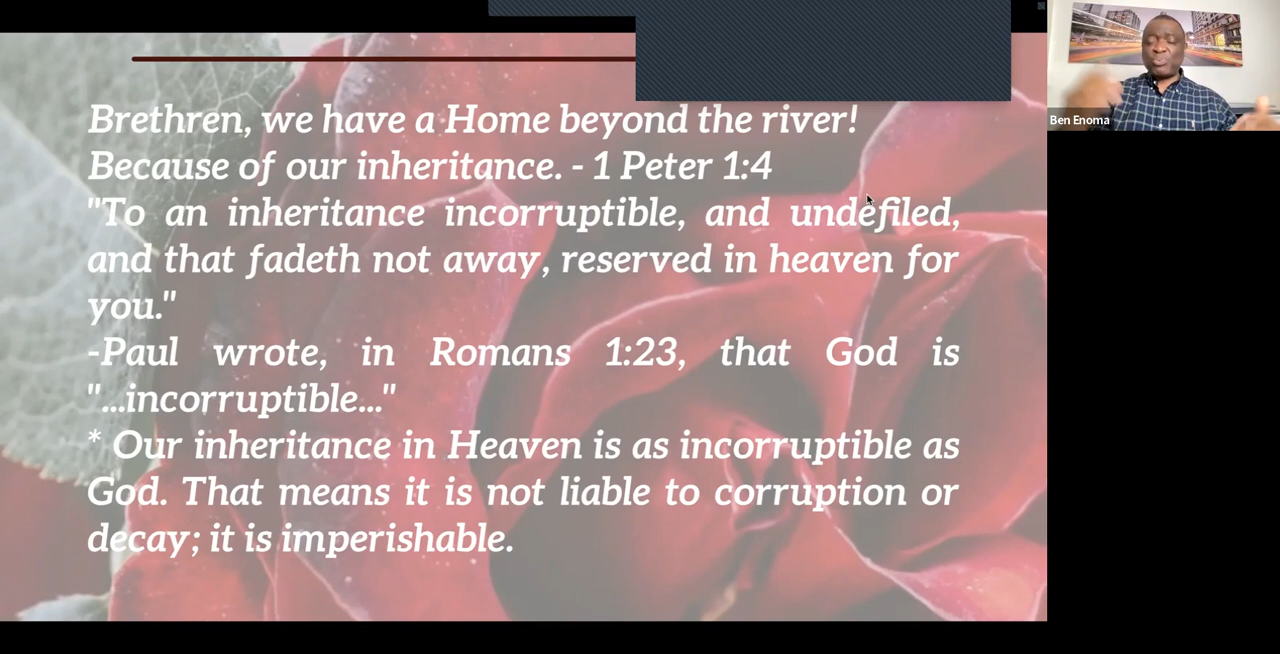 Brethren, we have a Home beyond the river!
Because of our inheritance. - 1 Peter 1:4
"To an inheritance incorruptible, and undefiled,
and that fadeth not away, reserved in heaven for
you."
-Paul wrote, in Romans 1:23, that God is
"...incorruptible..."
* Our inheritance in Heaven is as incorruptible as
God. That means it is not liable to corruption or
decay; it is imperishable.
Ben Enoma